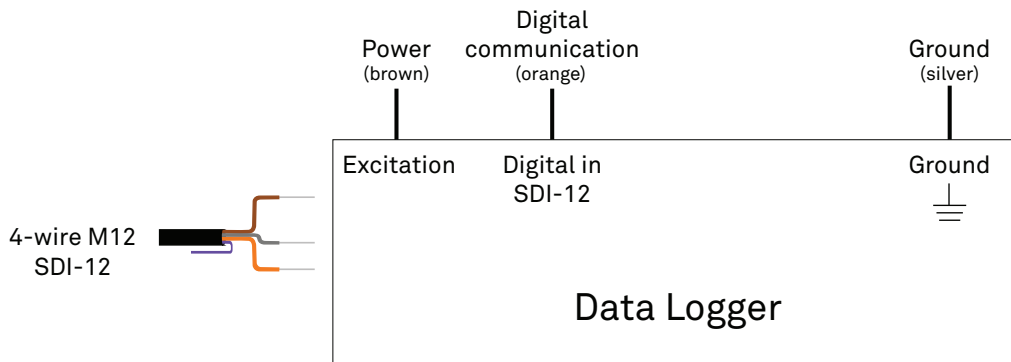 Digital
Power
communication
Ground
(brown)
(orange)
(silver)
Excitation
Digital in
SDI-12
Ground
4-wire M12
SDI-12
Data Logger